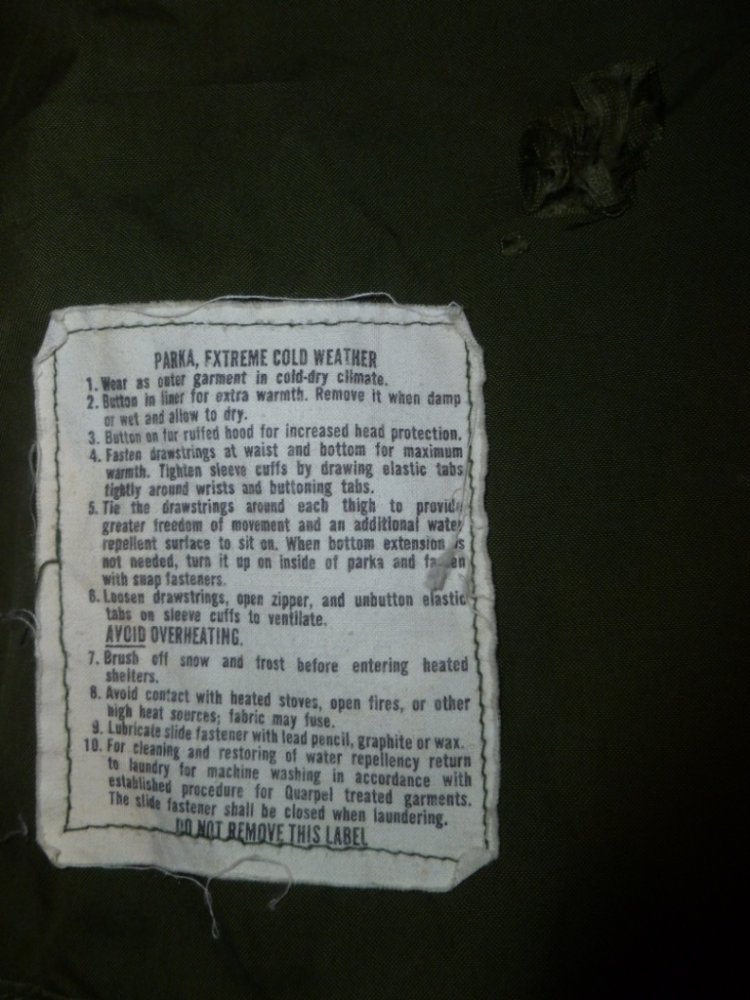 PARKA, EXTREME COLD WEATHER
1. Wear as outer garment in cold-dry climate.
2. Button in liner for extra warmth. Remove it when damp
or wet and allow to dry.
3. Button on fur ruffed hood for increased head protection.
4. Fasten drawstrings at waist and bottom for maximum
warmth. Tighten sleeve cuffs by drawing elastic tabs
tightly around wrists and buttoning tabs.
5. Tie the drawstrings around each thigh to provide
greater freedom of movement and an additional water
repellent surface to sit on. When bottom extension is
not needed, turn it up on inside of parka and fasten
with snap fasteners.
6. Loosen drawstrings, open zipper, and unbutton elastic
tabs on sleeve cuffs to ventilate.
AVOID OVERHEATING.
7. Brush off snow and frost before entering heated
shelters.
8. Avoid contact with heated stoves, open fires, or other
high heat sources; fabric may fuse.
9. Lubricate slide fastener with lead pencil, graphite or wax.
10. For cleaning and restoring of water repellency return
to laundry for machine washing in accordance with
established procedure for Quarpel treated garments.
The slide fastener shall be closed when laundering.
DO NOT REMOVE THIS LABEL